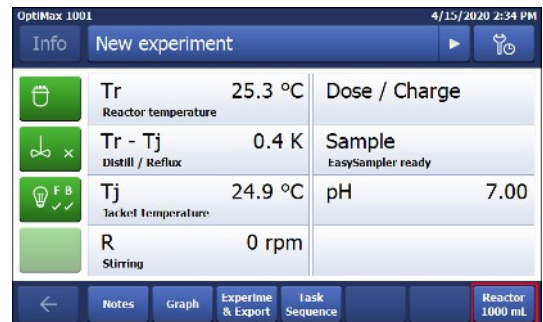 OptiMax 1001
4/15/2020 2:34 PM
Info
New experiment
Tr 25.3 °C
Reactor temperature
Dose / Charge
Tr - Tj 0.4 K
Distill / Reflux
Sample
EasySampler ready
F B
Tj 24.9 °C
Jacket temperature
pH 7.00
R 0 rpm
Stirring
Notes
Graph
Experime
& Export
Task
Sequence
Reactor
1000 mL